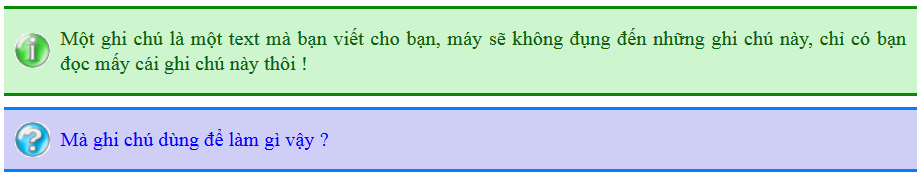 Một ghi chú là một text mà bạn viết cho bạn, máy sẽ không đụng đến những ghi chú này, chỉ có bạn
đọc mấy cái ghi chú này thôi !
Mà ghi chú dùng để làm gì vậy ?